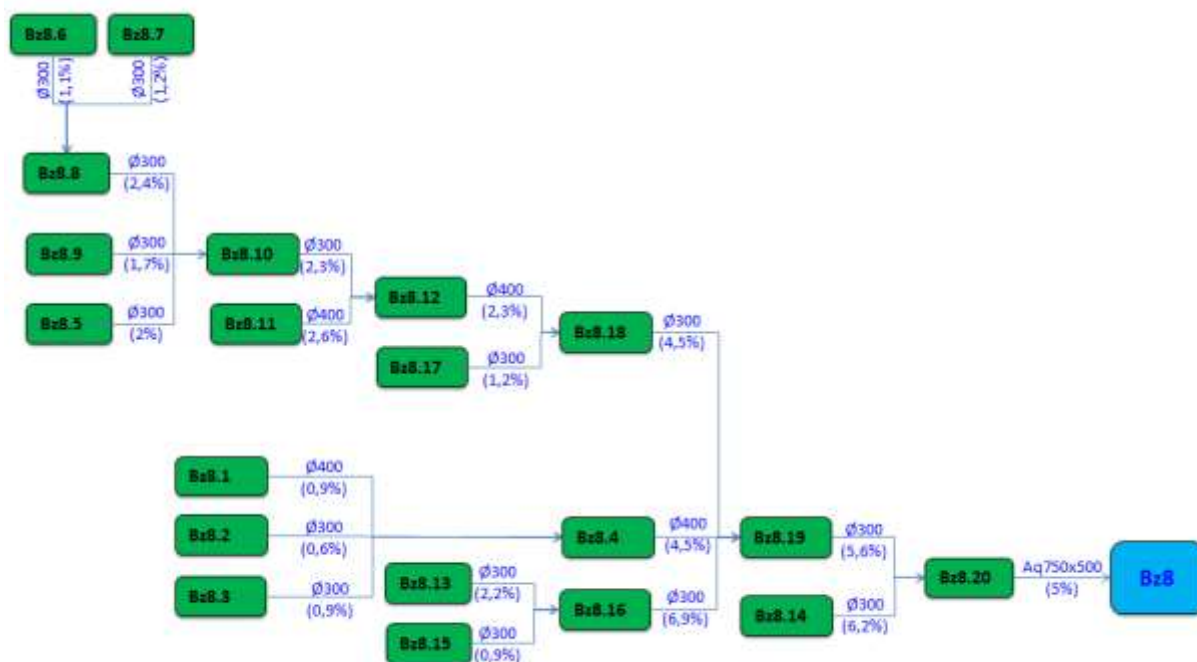 Bz8.6
Bz8.7
Ø300
(1,1%)
Ø300
(1,2%)
Bz8.8
Ø300
(2,4%)
Bz8.9
Ø300
(1,7%)
Bz8.10
Ø300
(2,3%)
Bz8.5
Ø300
(2%)
Bz8.11
Ø400
(2,6%)
Bz8.12
Ø400
(2,3%)
Bz8.17
Ø300
(1,2%)
Bz8.18
Ø300
(4,5%)
Bz8.1
Ø400
(0,9%)
Bz8.2
Ø300
(0,6%)
Bz8.3
Ø300
(0,9%)
Bz8.4
Ø400
(4,5%)
Bz8.13
Ø300
(2,2%)
Bz8.15
Ø300
(0,9%)
Bz8.16
Ø300
(6,9%)
Bz8.19
Ø300
(5,6%)
Bz8.14
Ø300
(6,2%)
Bz8.20
Aq750x500
(5%)
Bz8